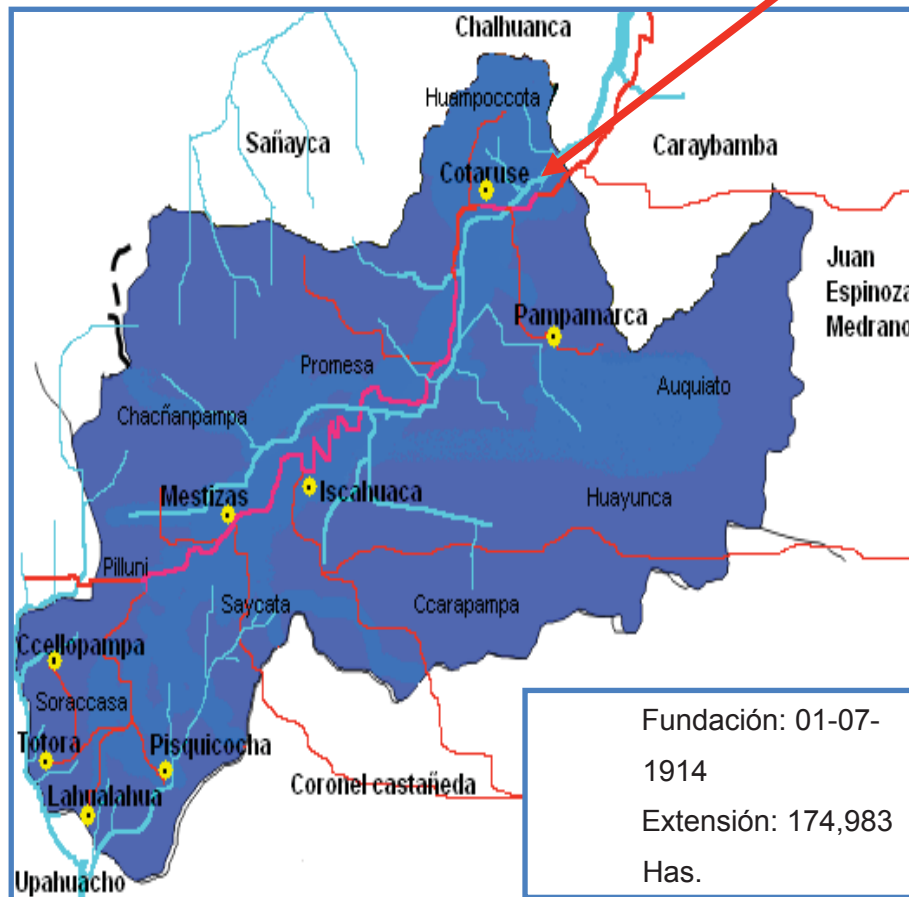 Chalhuanca
Huampoccota
Sañayca
Caraybamba
Cotaruse
Juan
Espinoza
Medrano
Pampamarca
Promesa
Auquiato
Chacñanpampa
Iscahuaca
Mestizas
Huayunca
Pilluni
Saycata
Ccarapampa
Ccellopampa
Soraccasa
Totora
Pisquicocha
Coronel castañeda
Lahualahua
Upahuacho
Fundación: 01-07-
1914
Extensión: 174,983
Has.